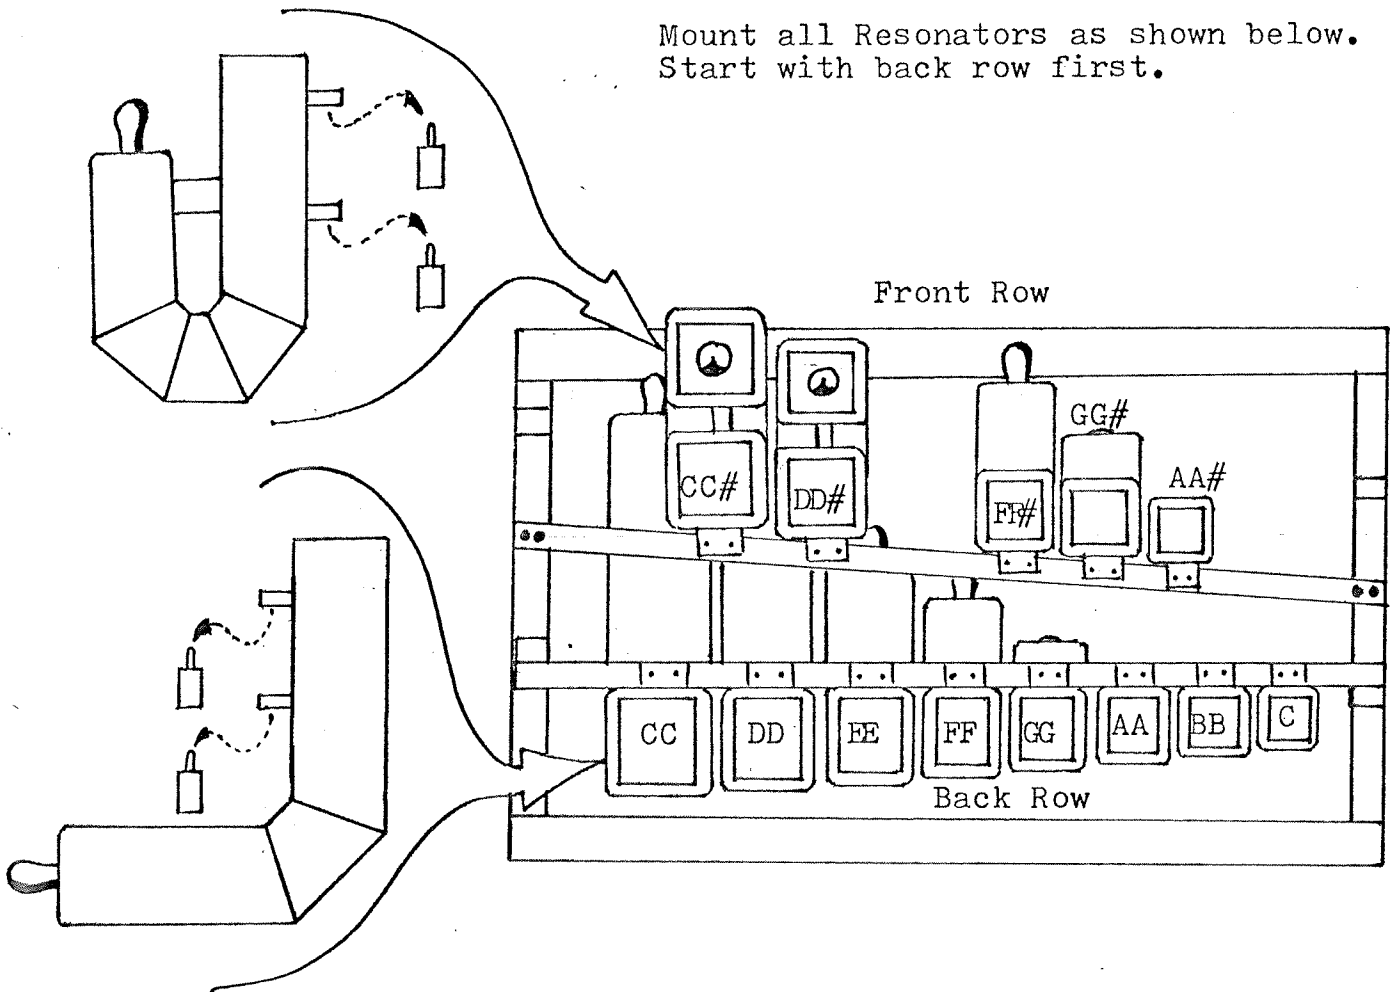 Mount all Resonators as shown below.
Start with back row first.
Front Row
GG#
AA#
CC#
DD#
FF#
CC DD EE FF GG AA BB C
Back Row